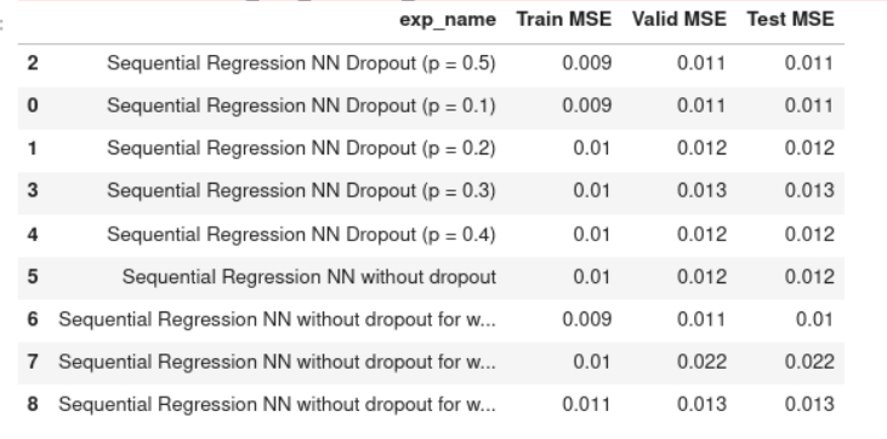 exp_name Train MSE Valid MSE Test MSE
2 Sequential Regression NN Dropout (p = 0.5) 0.009 0.011 0.011
0 Sequential Regression NN Dropout (p = 0.1) 0.009 0.011 0.011
1 Sequential Regression NN Dropout (p = 0.2) 0.01 0.012 0.012
3 Sequential Regression NN Dropout (p = 0.3) 0.01 0.013 0.013
4 Sequential Regression NN Dropout (p = 0.4) 0.01 0.012 0.012
5 Sequential Regression NN without dropout 0.01 0.012 0.012
6 Sequential Regression NN without dropout for w... 0.009 0.011 0.01
7 Sequential Regression NN without dropout for w... 0.01 0.022 0.022
8 Sequential Regression NN without dropout for w... 0.011 0.013 0.013